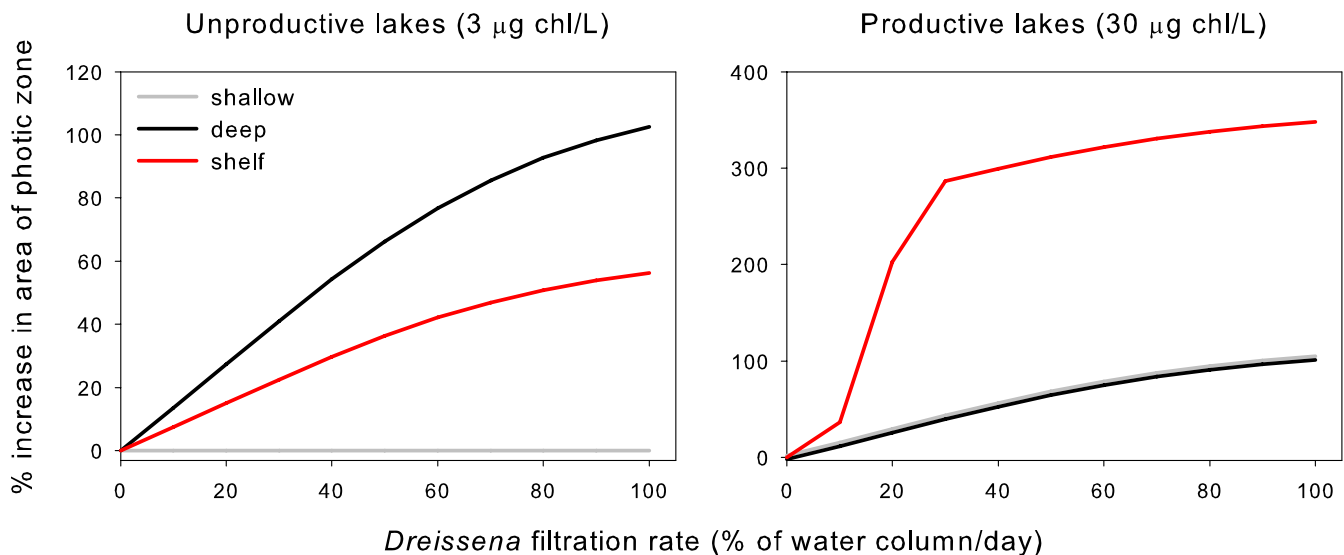 Unproductive lakes (3 μg chl/L)
Productive lakes (30 μg chl/L)
% increase in area of photic zone
120
100
80
60
40
20
0
shallow
deep
shelf
0 20 40 60 80 100
400
300
200
100
0
0 20 40 60 80 100
Dreissena filtration rate (% of water column/day)